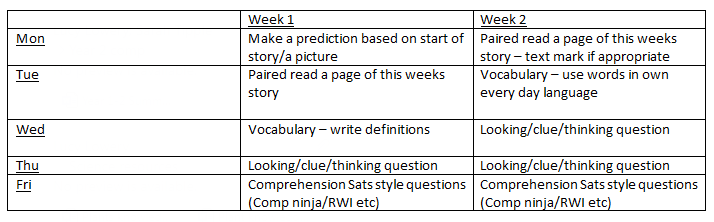 Week 1 Week 2
Mon Make a prediction based on start of Paired read a page of this weeks
story/a picture story – text mark if appropriate
Tue Paired read a page of this weeks Vocabulary – use words in own
story every day language
Wed Vocabulary – write definitions Looking/clue/thinking question
Thu Looking/clue/thinking question Looking/clue/thinking question
Fri Comprehension Sats style questions Comprehension Sats style questions
(Comp ninja/RWI etc) (Comp ninja/RWI etc)